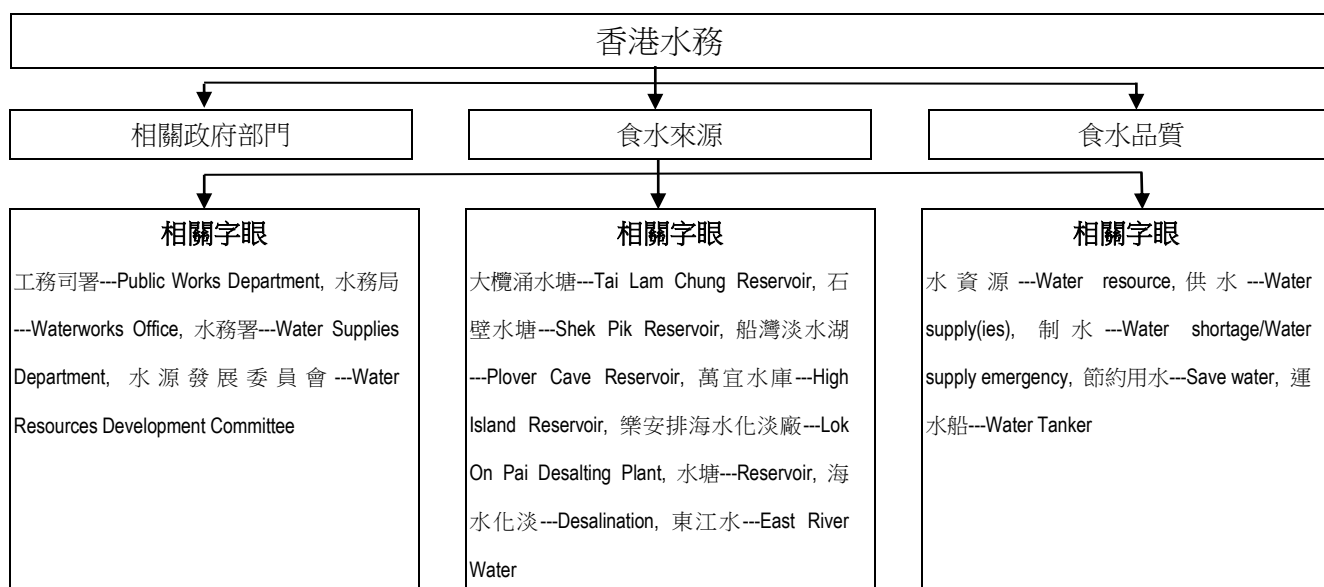 香港水務
相關政府部門
食水來源
食水品質
相關字眼
工務司署---Public Works Department, 水務局
---Waterworks Office, 水務署---Water Supplies
Department, 水源發展委員會---Water
Resources Development Committee
相關字眼
大欖涌水塘---Tai Lam Chung Reservoir, 石
壁水塘---Shek Pik Reservoir, 船灣淡水湖
---Plover Cave Reservoir, 萬宜水庫---High
Island Reservoir, 樂安排海水化淡廠---Lok
On Pai Desalting Plant, 水塘---Reservoir, 海
水化淡---Desalination, 東江水---East River
Water
相關字眼
水資源---Water resource, 供水---Water
supply(ies), 制水---Water shortage/Water
supply emergency, 節約用水---Save water, 運
水船---Water Tanker